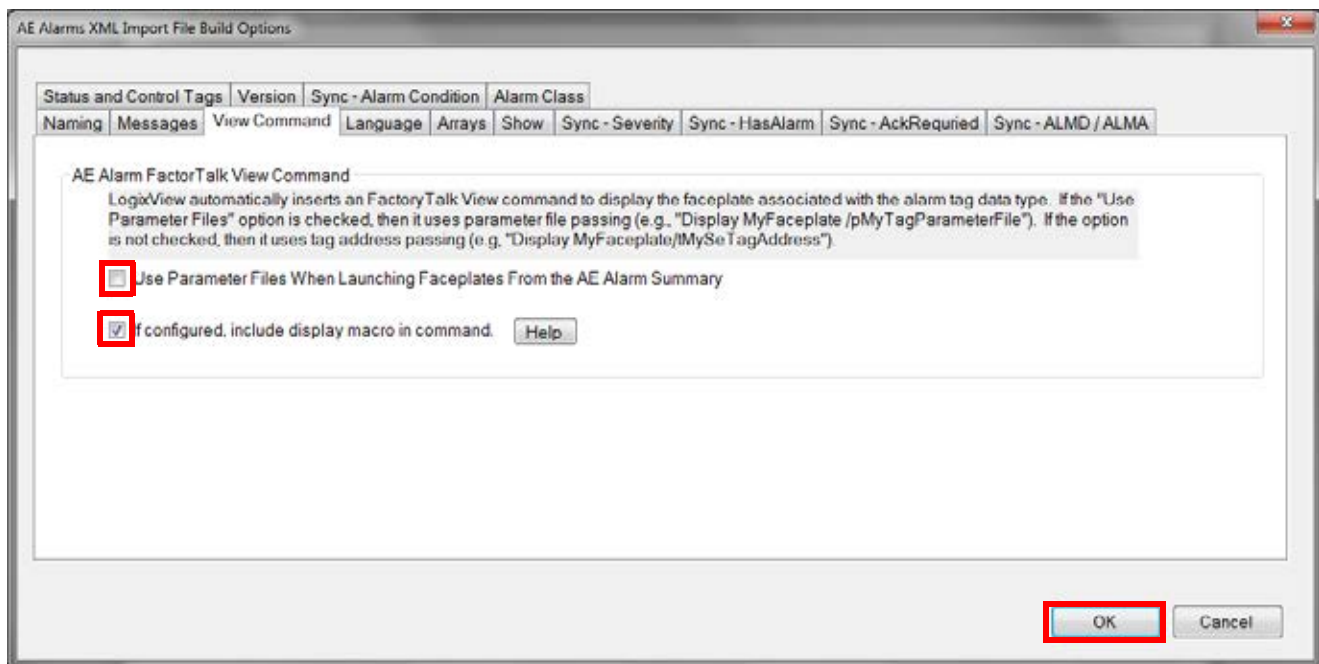 AE Alarms XML Import File Build Options
Status and Control Tags Version Sync - Alarm Condition Alarm Class
Naming Messages View Command Language Arrays Show Sync - Severity Sync - HasAlarm Sync - AckRequried Sync - ALMD / ALMA
AE Alarm FactorTalk View Command
LogixView automatically inserts an FactoryTalk View command to display the faceplate associated with the alarm tag data type. If the "Use
Parameter Files" option is checked, then it uses parameter file passing (e.g., "Display MyFaceplate /pMyTagParameterFile"). If the option
is not checked, then it uses tag address passing (e.g, "Display MyFaceplate/tMySeTagAddress").
Use Parameter Files When Launching Faceplates From the AE Alarm Summary
If configured, include display macro in command. Help
OK Cancel